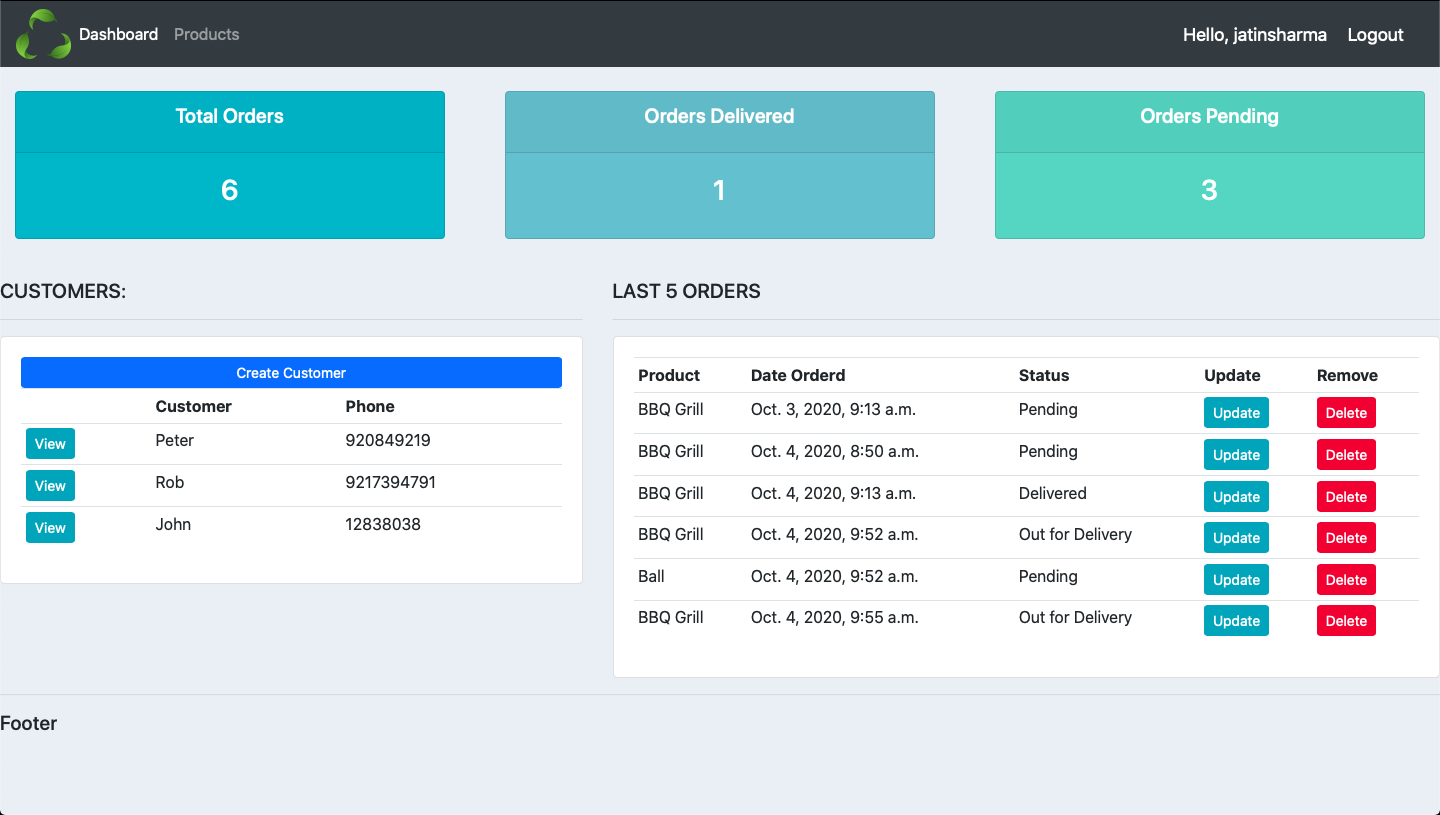 Dashboard Products Hello, jatinsharma Logout
Total Orders
6
Orders Delivered
1
Orders Pending
3
CUSTOMERS:
Create Customer
Customer Phone
View Peter 920849219
View Rob 9217394791
View John 12838038
LAST 5 ORDERS
Product Date Orderd Status Update Remove
BBQ Grill Oct. 3, 2020, 9:13 a.m. Pending Update Delete
BBQ Grill Oct. 4, 2020, 8:50 a.m. Pending Update Delete
BBQ Grill Oct. 4, 2020, 9:13 a.m. Delivered Update Delete
BBQ Grill Oct. 4, 2020, 9:52 a.m. Out for Delivery Update Delete
Ball Oct. 4, 2020, 9:52 a.m. Pending Update Delete
BBQ Grill Oct. 4, 2020, 9:55 a.m. Out for Delivery Update Delete
Footer